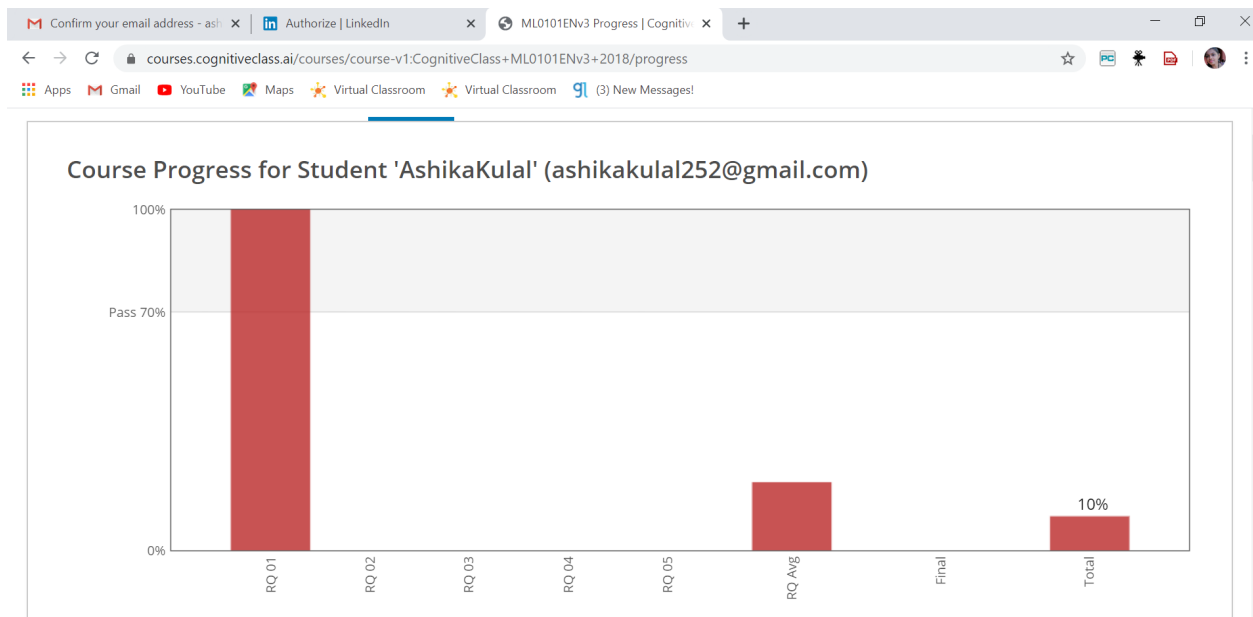 Confirm your email address - ash
Authorize | LinkedIn
ML0101ENv3 Progress | Cognitiv
courses.cognitiveclass.ai/courses/course-v1:CognitiveClass+ML0101ENv3+2018/progress
PC
Apps Gmail YouTube Maps Virtual Classroom Virtual Classroom gl (3) New Messages!
Course Progress for Student 'AshikaKulal' (ashikakulal252@gmail.com)
100%
Pass 70%
10%
0%
RQ 01
RQ 02
RQ 03
RQ 04
RQ 05
RQ Avg
Final
Total